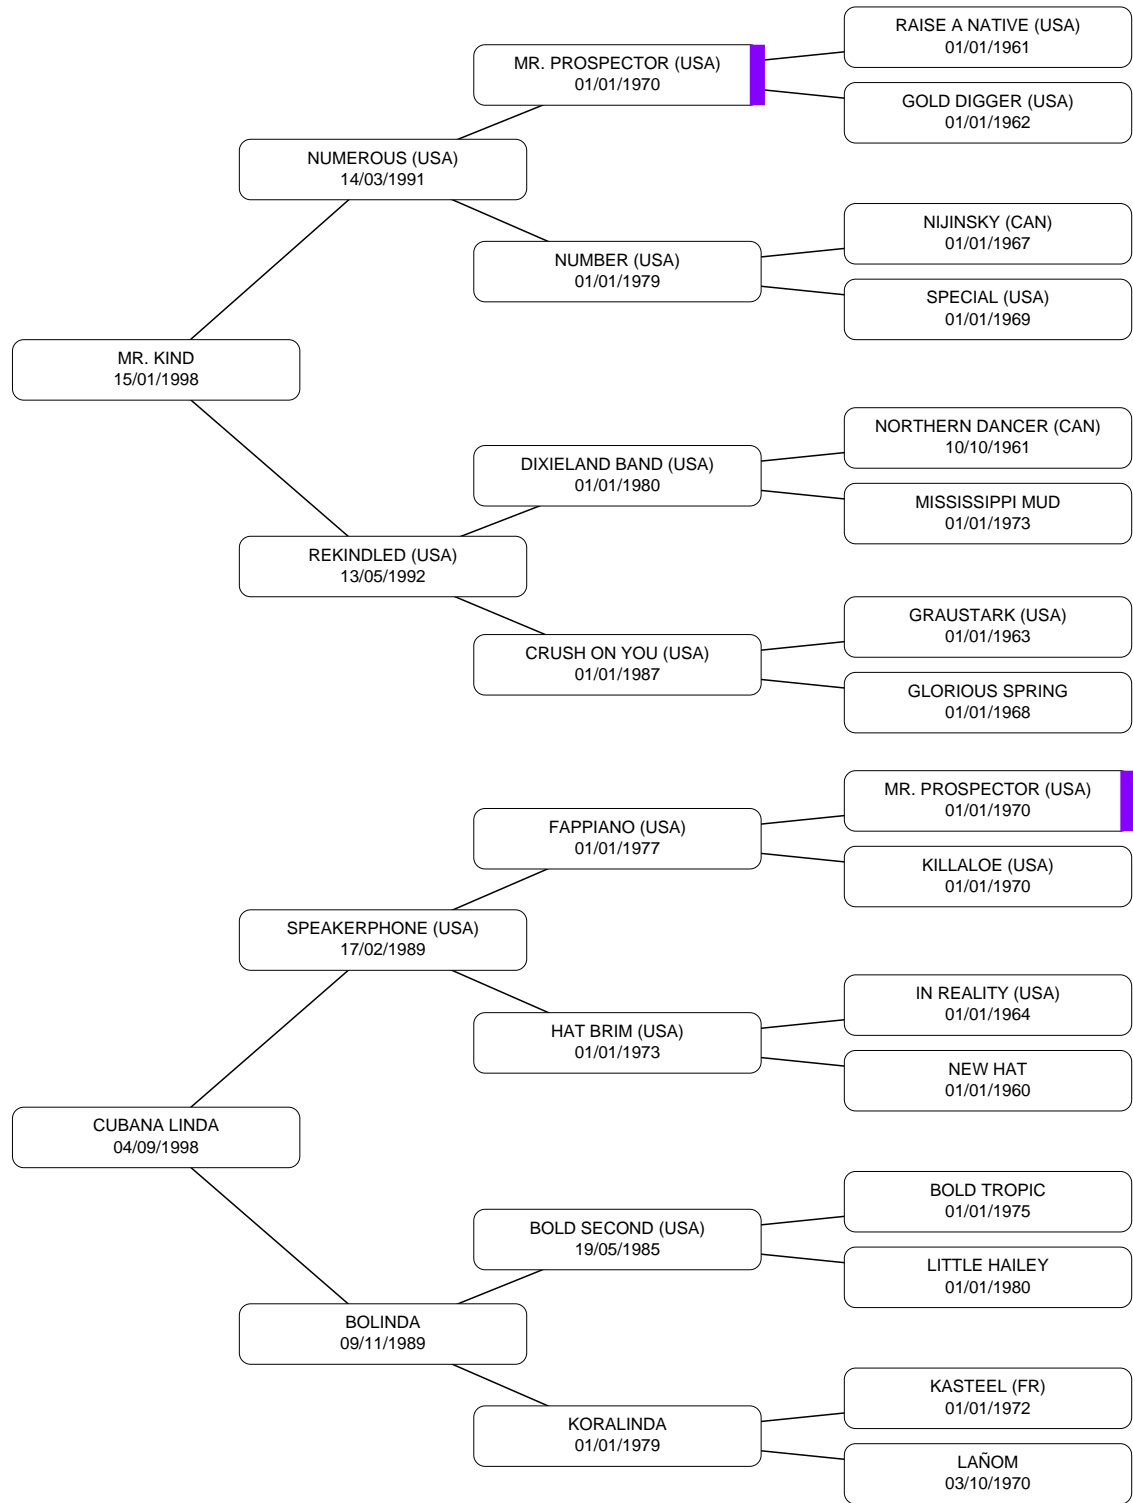 RAISE A NATIVE (USA)
01/01/1961
MR. PROSPECTOR (USA)
01/01/1970
GOLD DIGGER (USA)
01/01/1962
NUMEROUS (USA)
14/03/1991
NIJINSKY (CAN)
01/01/1967
NUMBER (USA)
01/01/1979
SPECIAL (USA)
01/01/1969
MR. KIND
15/01/1998
NORTHERN DANCER (CAN)
10/10/1961
DIXIELAND BAND (USA)
01/01/1980
MISSISSIPPI MUD
01/01/1973
REKINDLED (USA)
13/05/1992
GRAUSTARK (USA)
01/01/1963
CRUSH ON YOU (USA)
01/01/1987
GLORIOUS SPRING
01/01/1968
MR. PROSPECTOR (USA)
01/01/1970
FAPPIANO (USA)
01/01/1977
KILLALOE (USA)
01/01/1970
SPEAKERPHONE (USA)
17/02/1989
IN REALITY (USA)
01/01/1964
HAT BRIM (USA)
01/01/1973
NEW HAT
01/01/1960
CUBANA LINDA
04/09/1998
BOLD TROPIC
01/01/1975
BOLD SECOND (USA)
19/05/1985
LITTLE HAILEY
01/01/1980
BOLINDA
09/11/1989
KASTEEL (FR)
01/01/1972
KORALINDA
01/01/1979
LAÑOM
03/10/1970